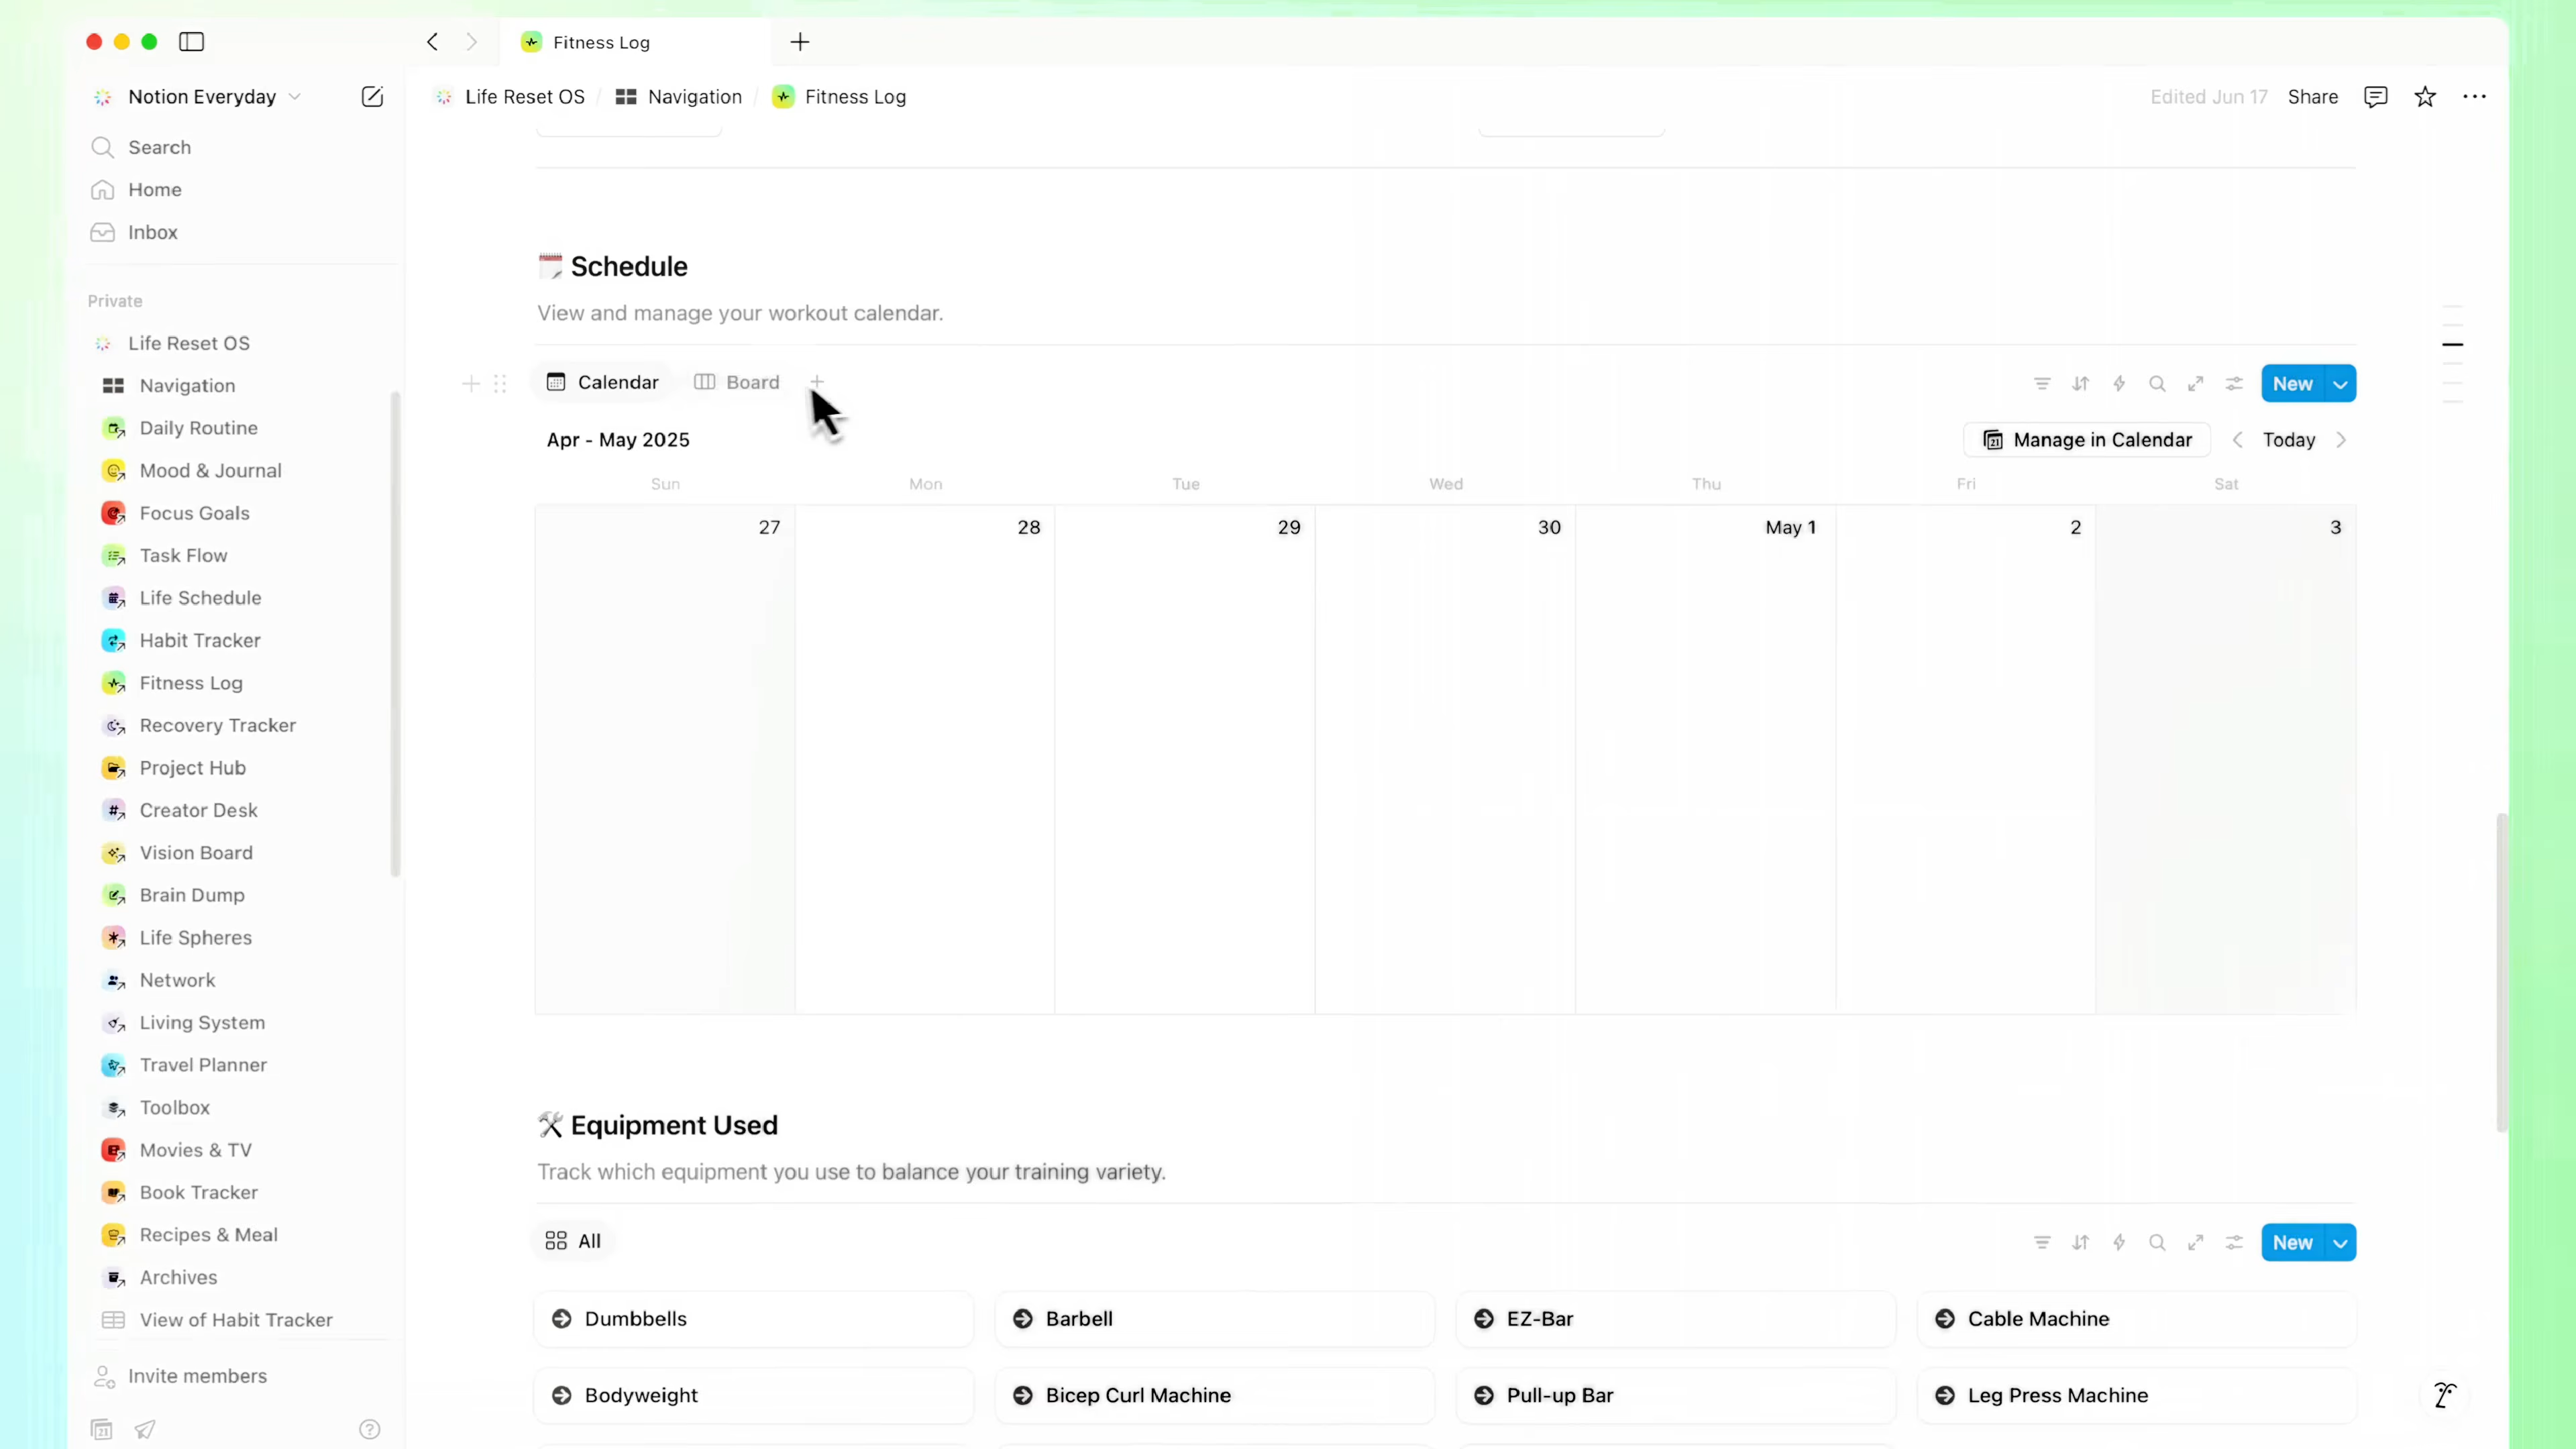 Fitness Log
Notion Everyday
Life Reset OS / Navigation / Fitness Log
Edited Jun 17 Share
Search
Home
Inbox
Private
Life Reset OS
Navigation
Daily Routine
Mood & Journal
Focus Goals
Task Flow
Life Schedule
Habit Tracker
Fitness Log
Recovery Tracker
Project Hub
Creator Desk
Vision Board
Brain Dump
Life Spheres
Network
Living System
Travel Planner
Toolbox
Movies & TV
Book Tracker
Recipes & Meal
Archives
View of Habit Tracker
Invite members
Schedule
View and manage your workout calendar.
Calendar Board New
Apr - May 2025 Manage in Calendar Today
Sun Mon Tue Wed Thu Fri Sat
27 28 29 30 May 1 2 3
Equipment Used
Track which equipment you use to balance your training variety.
All New
Dumbbells Barbell EZ-Bar Cable Machine
Bodyweight Bicep Curl Machine Pull-up Bar Leg Press Machine